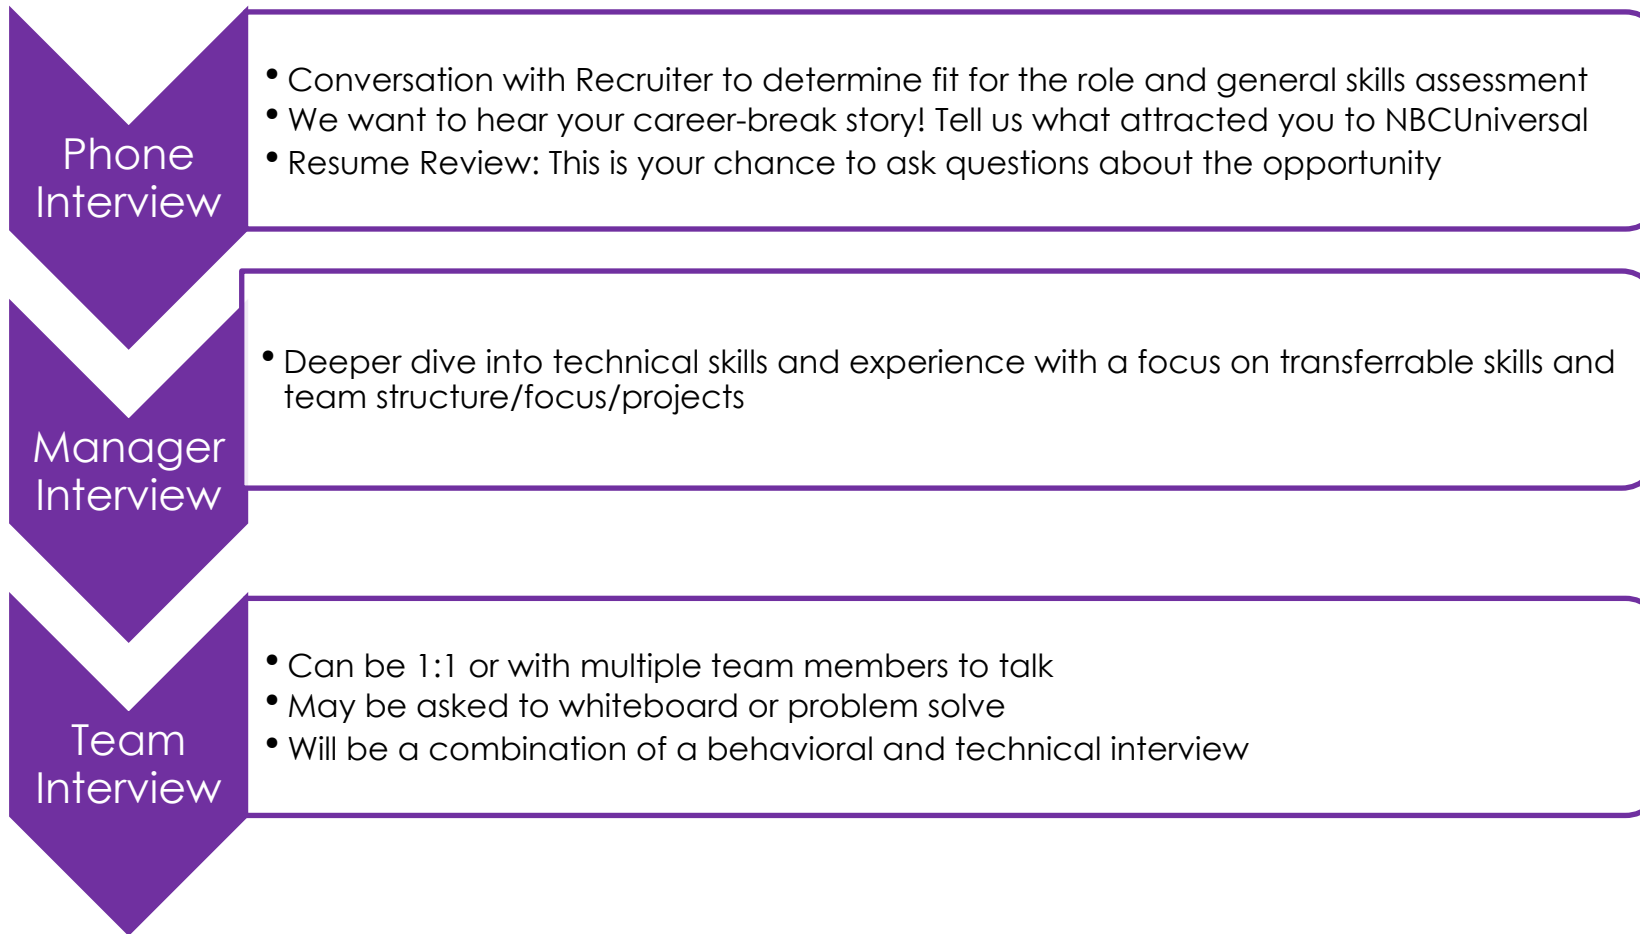 Phone
Interview
• Conversation with Recruiter to determine fit for the role and general skills assessment
• We want to hear your career-break story! Tell us what attracted you to NBCUniversal
• Resume Review: This is your chance to ask questions about the opportunity
Manager
Interview
• Deeper dive into technical skills and experience with a focus on transferrable skills and
team structure/focus/projects
Team
Interview
• Can be 1:1 or with multiple team members to talk
• May be asked to whiteboard or problem solve
• Will be a combination of a behavioral and technical interview